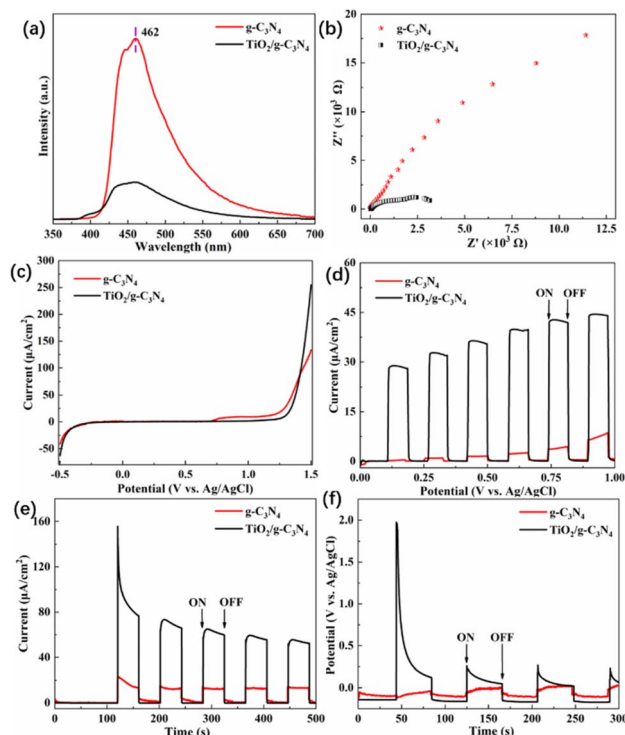 (a)
462
g-C₃N₄
TiO₂/g-C₃N₄
Intensity (a.u.)
350 400 450 500 550 600 650 700
Wavelength (nm)
(b)
g-C₃N₄
TiO₂/g-C₃N₄
Z'' (×10³ Ω)
20
15
10
5
0
0.0 2.5 5.0 7.5 10.0 12.5
Z' (×10³ Ω)
(c)
g-C₃N₄
TiO₂/g-C₃N₄
Current (µA/cm²)
250
200
150
100
50
0
-50
-0.5 0.0 0.5 1.0 1.5
Potential (V vs. Ag/AgCl)
(d)
g-C₃N₄
TiO₂/g-C₃N₄
ON OFF
Current (µA/cm²)
60
45
30
15
0
0.00 0.25 0.50 0.75 1.00
Potential (V vs. Ag/AgCl)
(e)
g-C₃N₄
TiO₂/g-C₃N₄
ON OFF
Current (µA/cm²)
160
120
80
40
0
0 100 200 300 400 500
Time (s)
(f)
g-C₃N₄
TiO₂/g-C₃N₄
ON OFF
Potential (V vs. Ag/AgCl)
2.0
1.5
1.0
0.5
0.0
0 50 100 150 200 250 300
Time (s)